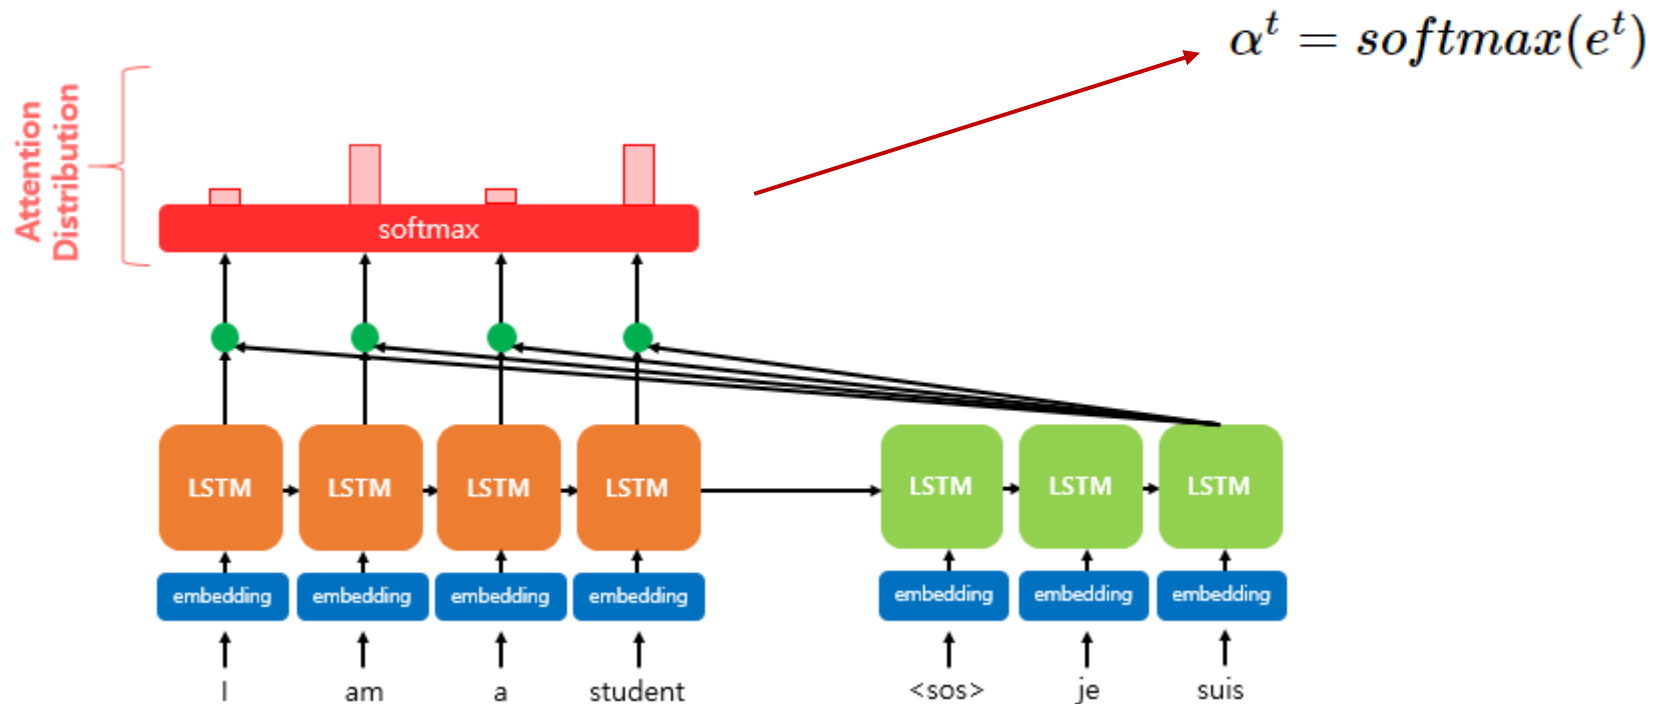 α^t = softmax(e^t)
Attention
Distribution
softmax
LSTM LSTM LSTM LSTM LSTM LSTM LSTM
embedding embedding embedding embedding embedding embedding embedding
I am a student <sos> je suis